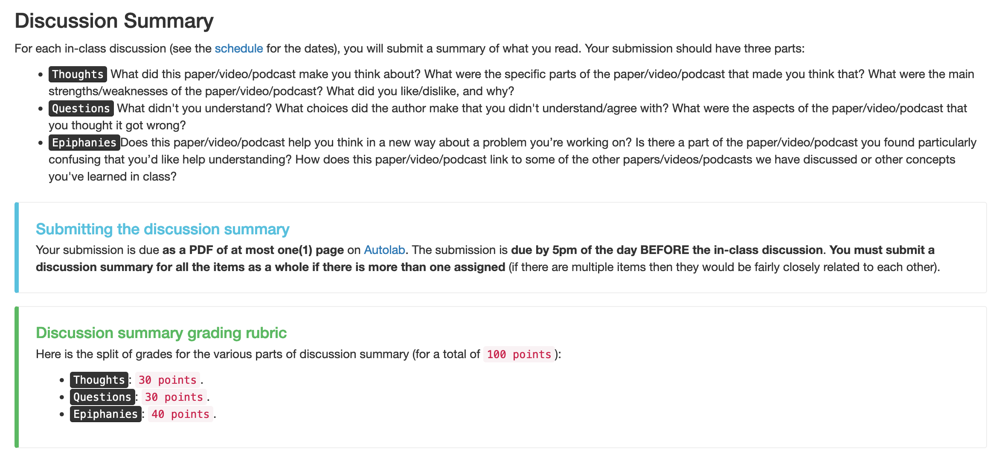 Discussion Summary
For each in-class discussion (see the schedule for the dates), you will submit a summary of what you read. Your submission should have three parts:
• Thoughts What did this paper/video/podcast make you think about? What were the specific parts of the paper/video/podcast that made you think that? What were the main
strengths/weaknesses of the paper/video/podcast? What did you like/dislike, and why?
• Questions What didn't you understand? What choices did the author make that you didn't understand/agree with? What were the aspects of the paper/video/podcast that
you thought it got wrong?
• Epiphanies Does this paper/video/podcast help you think in a new way about a problem you’re working on? Is there a part of the paper/video/podcast you found particularly
confusing that you’d like help understanding? How does this paper/video/podcast link to some of the other papers/videos/podcasts we have discussed or other concepts
you've learned in class?
Submitting the discussion summary
Your submission is due as a PDF of at most one(1) page on Autolab. The submission is due by 5pm of the day BEFORE the in-class discussion. You must submit a
discussion summary for all the items as a whole if there is more than one assigned (if there are multiple items then they would be fairly closely related to each other).
Discussion summary grading rubric
Here is the split of grades for the various parts of discussion summary (for a total of 100 points):
• Thoughts: 30 points.
• Questions: 30 points.
• Epiphanies: 40 points.